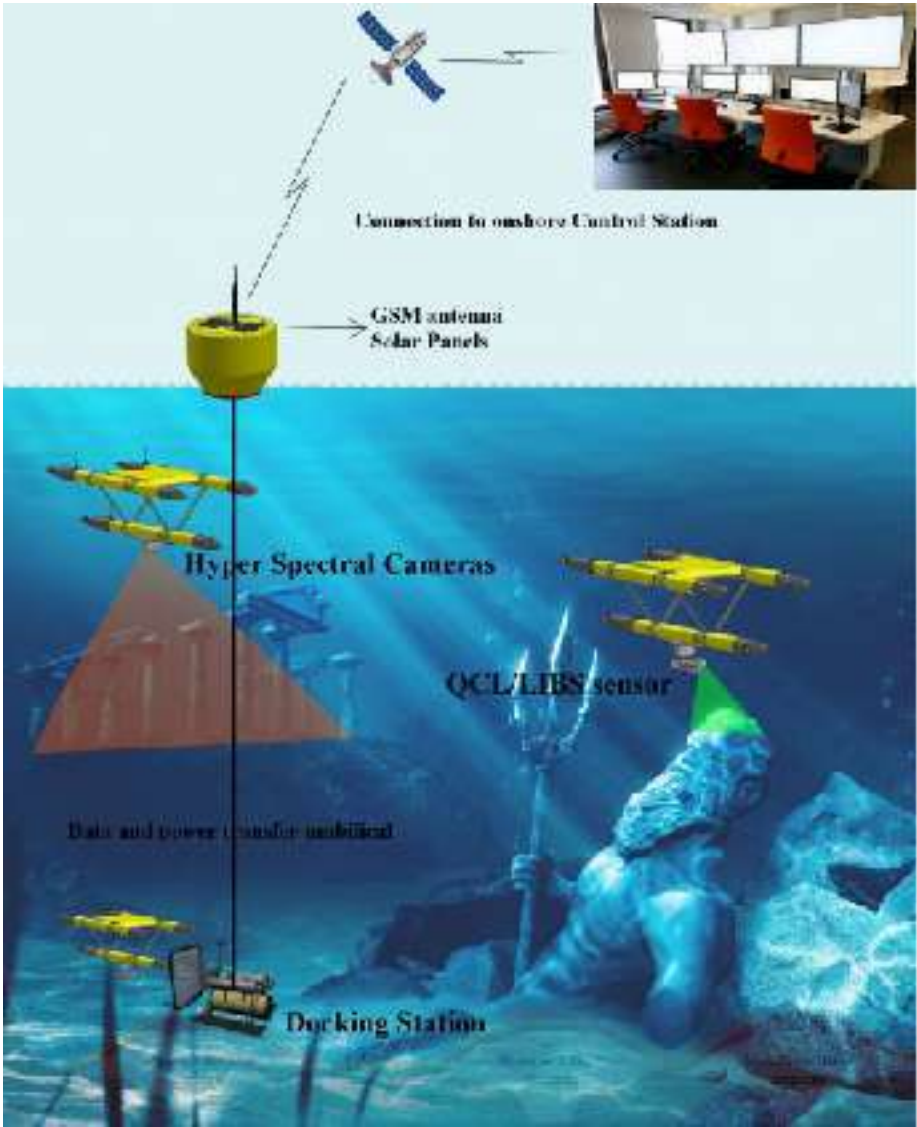 Connection to onshore Control Station
GSM antenna
Solar Panels
Hyper Spectral Cameras
QCL/LIBS sensor
Data and power transfer umbilical
Docking Station